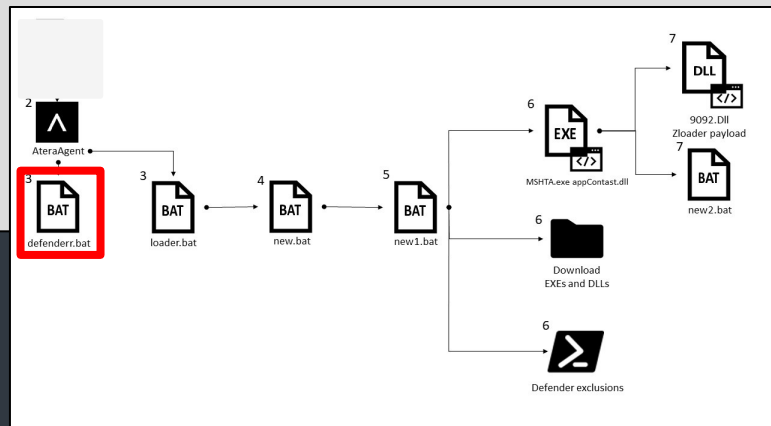 2
AteraAgent
3
BAT
defenderr.bat
3
BAT
loader.bat
4
BAT
new.bat
5
BAT
new1.bat
6
EXE
</>
MSHTA.exe appContast.dll
7
DLL
</>
9092.Dll
Zloader payload
7
BAT
new2.bat
6
Download
EXEs and DLLs
6
Defender exclusions